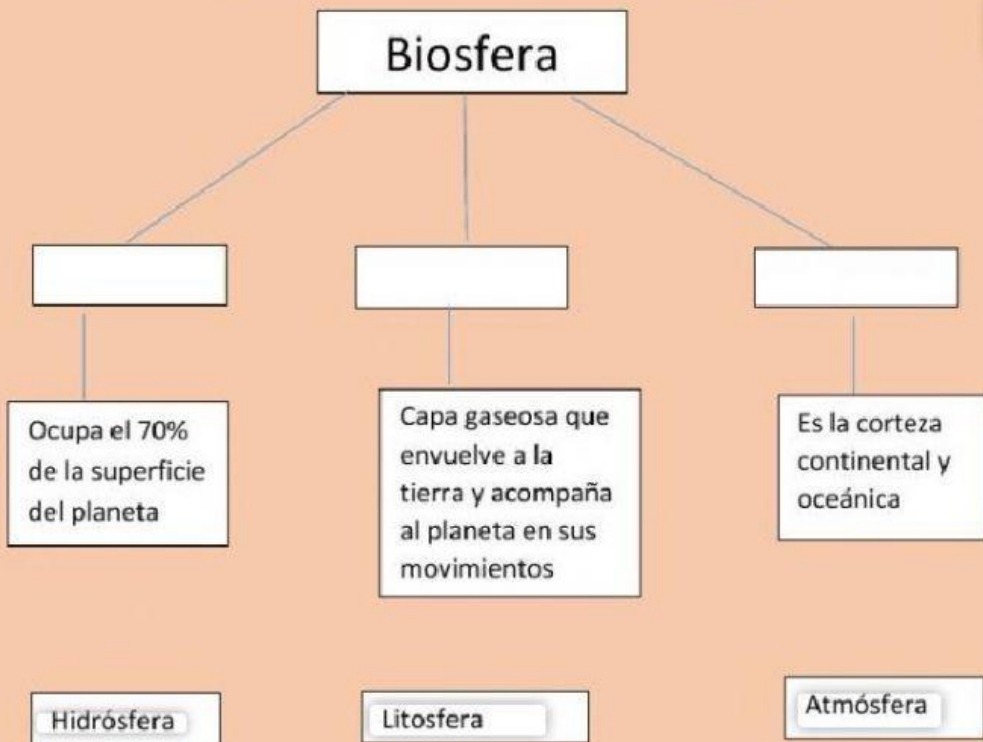 Biosfera
Ocupa el 70%
de la superficie
del planeta
Capa gaseosa que
envuelve a la
tierra y acompaña
al planeta en sus
movimientos
Es la corteza
continental y
oceánica
Hidrósfera
Litosfera
Atmósfera